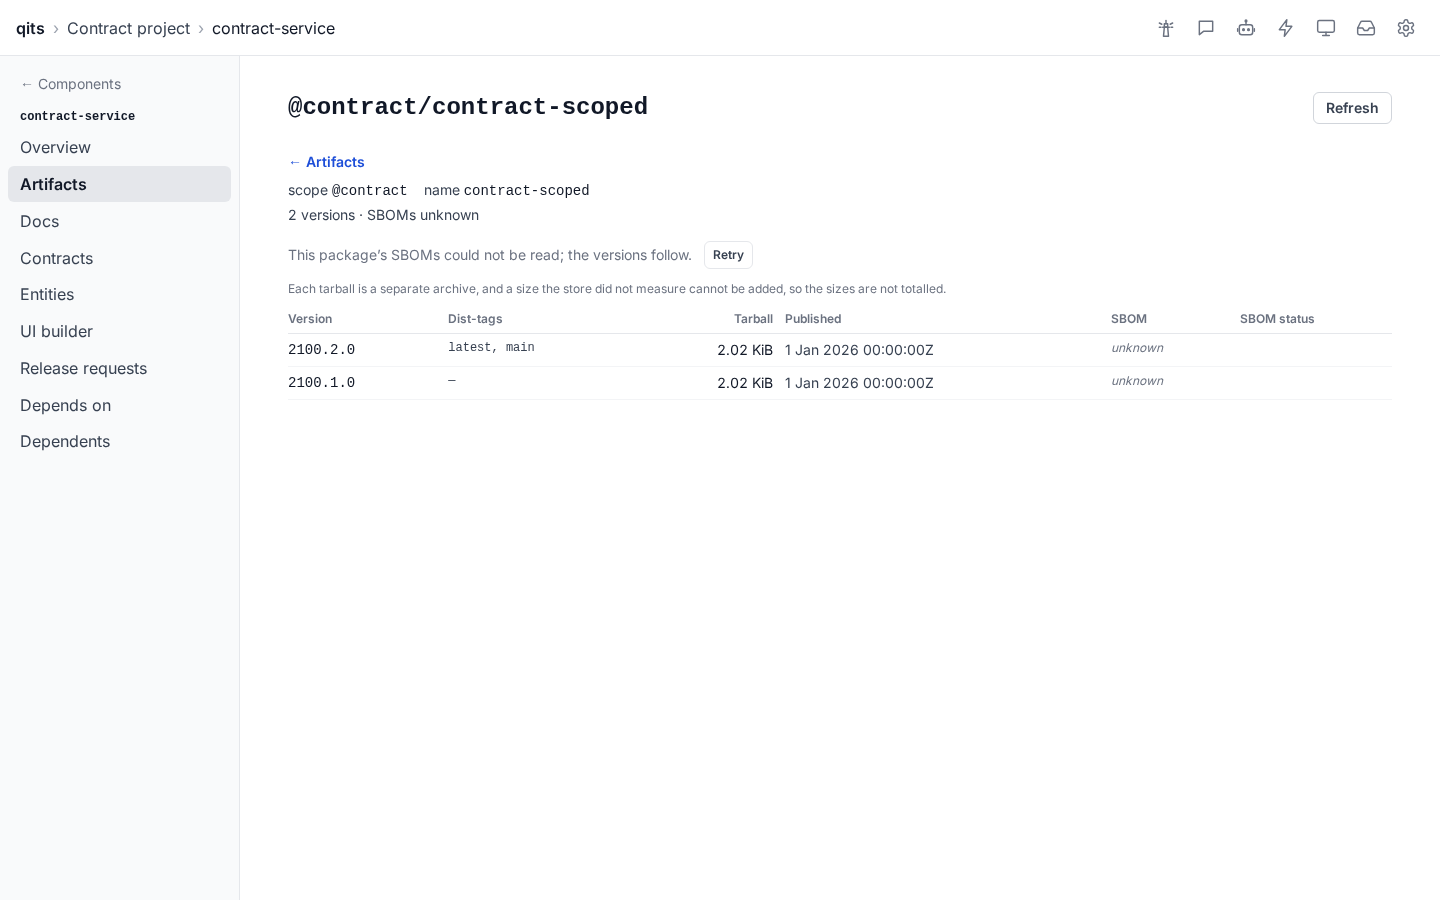 qits › Contract project › contract-service
← Components
contract-service
Overview
Artifacts
Docs
Contracts
Entities
UI builder
Release requests
Depends on
Dependents
@contract/contract-scoped
Refresh
← Artifacts
scope @contract name contract-scoped
2 versions · SBOMs unknown
This package’s SBOMs could not be read; the versions follow. Retry
Each tarball is a separate archive, and a size the store did not measure cannot be added, so the sizes are not totalled.
Version Dist-tags Tarball Published SBOM SBOM status
2100.2.0 latest, main 2.02 KiB 1 Jan 2026 00:00:00Z unknown
2100.1.0 — 2.02 KiB 1 Jan 2026 00:00:00Z unknown